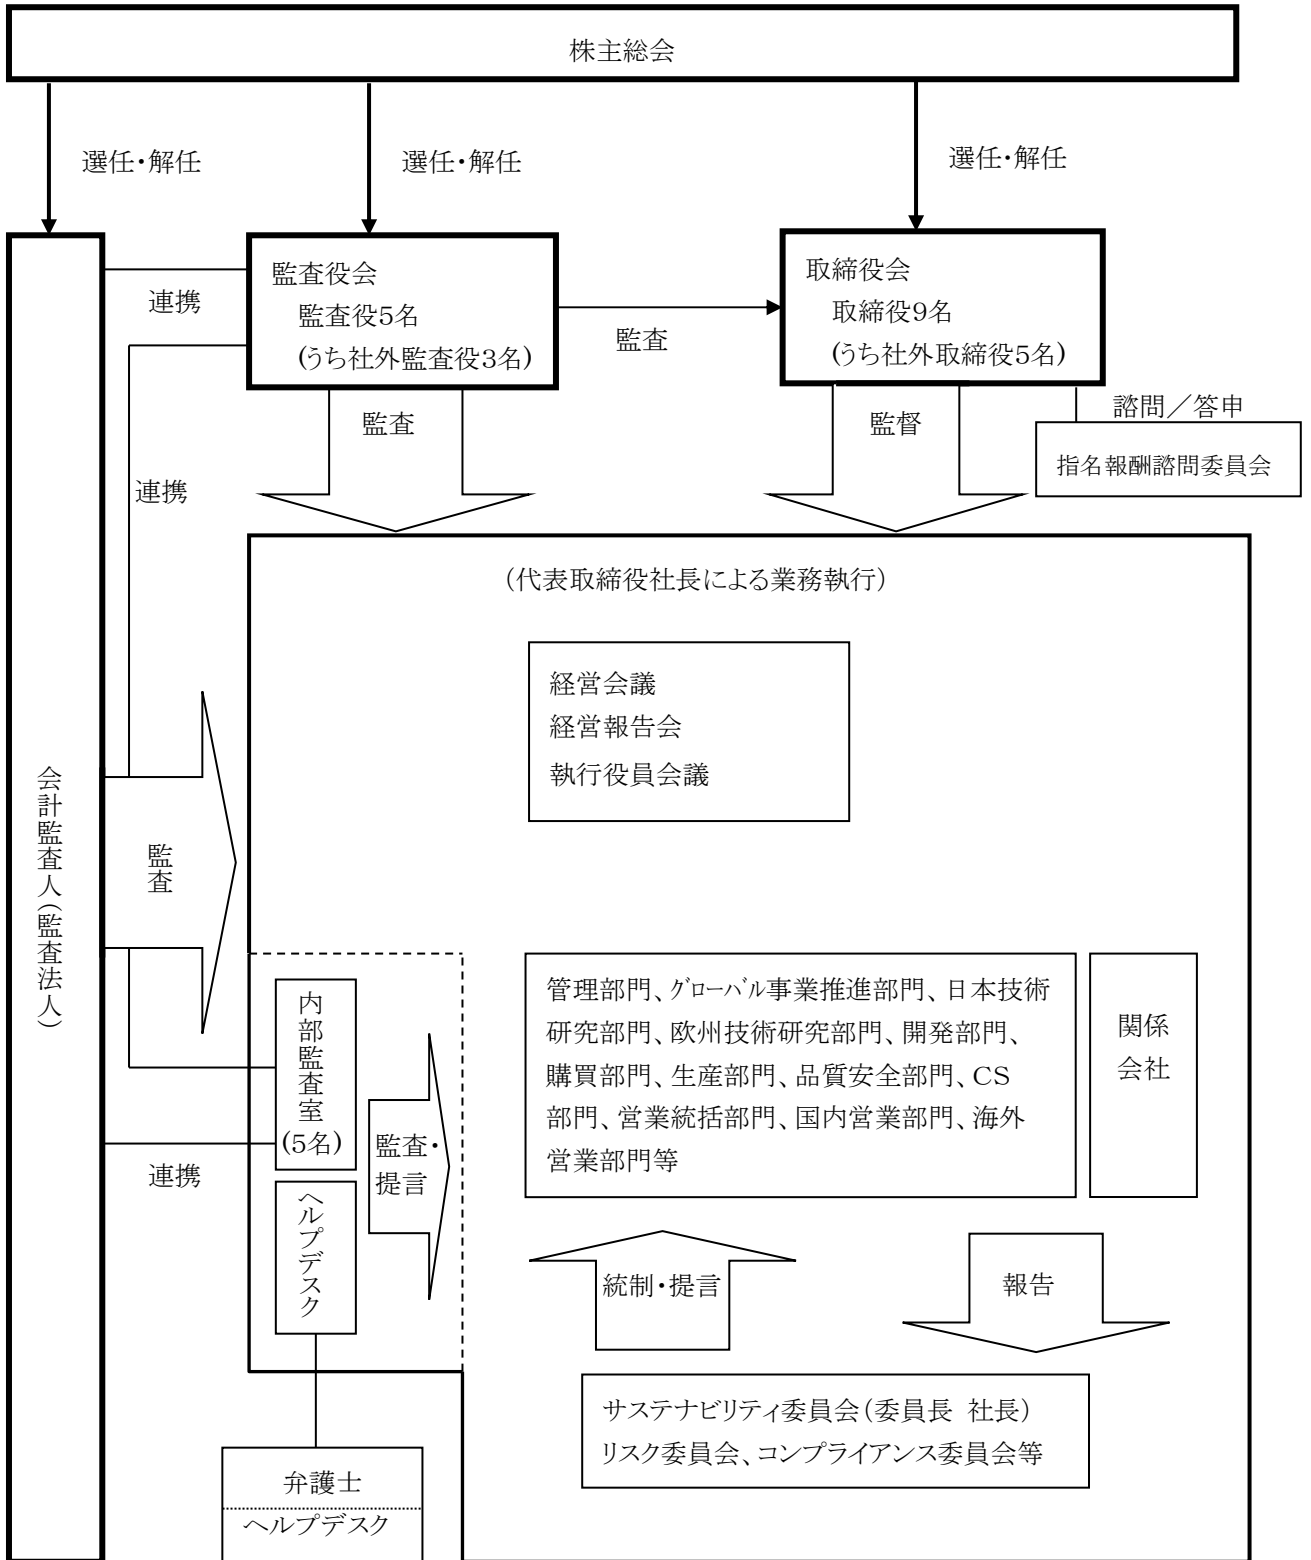 株主総会
選任・解任
選任・解任
選任・解任
監査役会
監査役5名
(うち社外監査役3名)
取締役会
取締役9名
(うち社外取締役5名)
連携
監査
監査
監督
諮問／答申
指名報酬諮問委員会
連携
(代表取締役社長による業務執行)
経営会議
経営報告会
執行役員会議
会計監査人(監査法人)
監査
内部監査室
(5名)
監査・
提言
管理部門、グローバル事業推進部門、日本技術
研究部門、欧州技術研究部門、開発部門、
購買部門、生産部門、品質安全部門、CS
部門、営業統括部門、国内営業部門、海外
営業部門等
関係
会社
連携
ヘルプデスク
統制・提言
報告
サステナビリティ委員会(委員長 社長)
リスク委員会、コンプライアンス委員会等
弁護士
ヘルプデスク